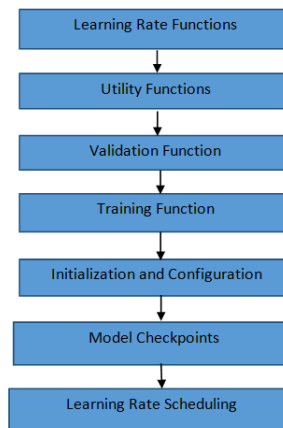 Learning Rate Functions
Utility Functions
Validation Function
Training Function
Initialization and Configuration
Model Checkpoints
Learning Rate Scheduling